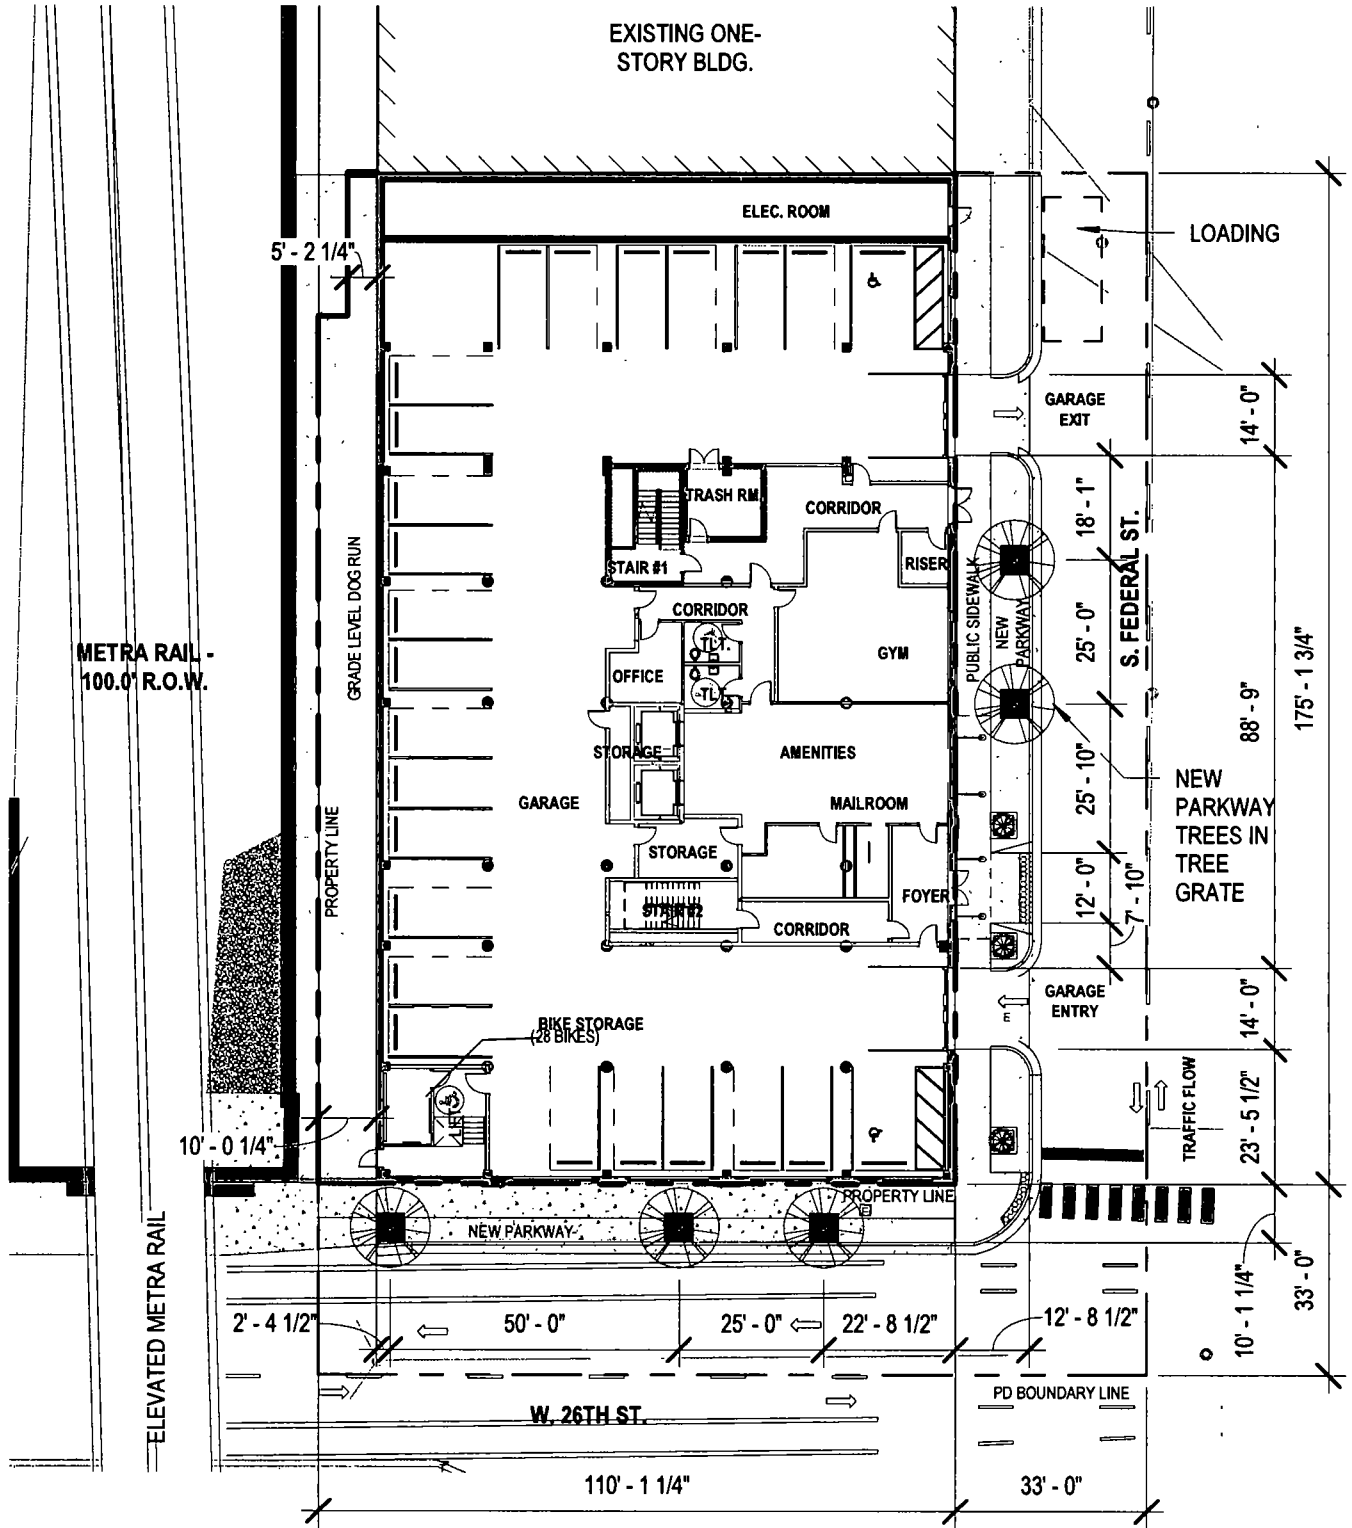 EXISTING ONE-
STORY BLDG.
ELEC. ROOM
LOADING
5' - 2 1/4"
GARAGE
EXIT
14' - 0"
TRASH RM.
CORRIDOR
18' - 1"
S. FEDERAL ST.
STAIR #1
RISER
PUBLIC SIDEWALK
NEW
PARKWAY
GRADE LEVEL DOG RUN
CORRIDOR
25' - 0"
METRA RAIL -
100.0' R.O.W.
TLT.
GYM
OFFICE
TLT.
88' - 9"
175' - 1 3/4"
STORAGE
AMENITIES
25' - 10"
GARAGE
MAILROOM
NEW
PARKWAY
TREES IN
TREE
GRATE
PROPERTY LINE
STORAGE
12' - 0"
7' - 10"
FOYER
STAIR #2
CORRIDOR
GARAGE
ENTRY
E
14' - 0"
BIKE STORAGE
(28 BIKES)
LIFT
TRAFFIC FLOW
23' - 5 1/2"
10' - 0 1/4"
PROPERTY LINE
E
NEW PARKWAY
ELEVATED METRA RAIL
2' - 4 1/2"
50' - 0"
25' - 0"
22' - 8 1/2"
12' - 8 1/2"
10' - 1 1/4"
33' - 0"
PD BOUNDARY LINE
W. 26TH ST.
110' - 1 1/4"
33' - 0"